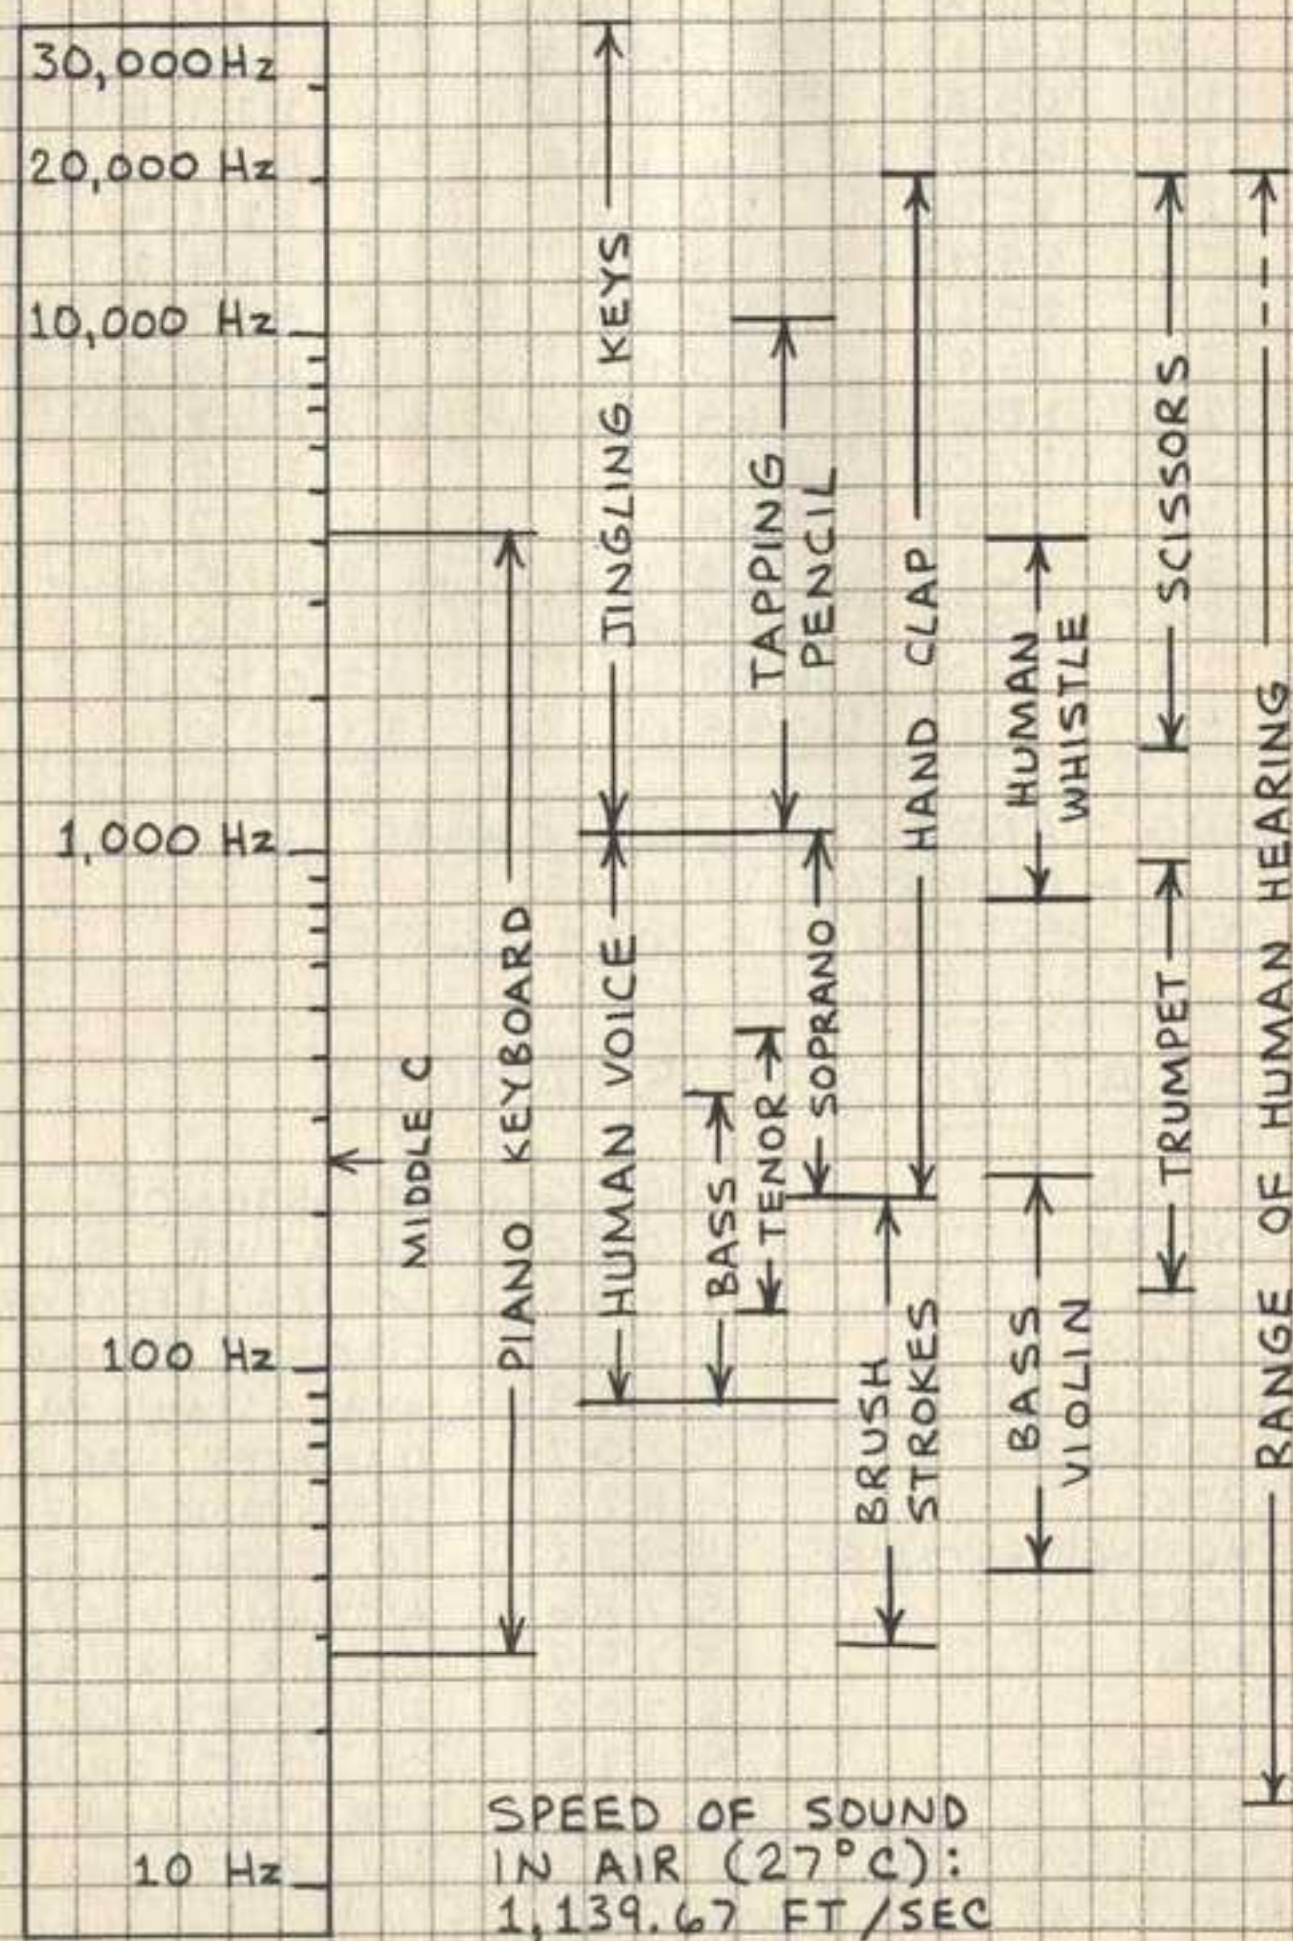 30,000 Hz
20,000 Hz
10,000 Hz
1,000 Hz
100 Hz
10 Hz
MIDDLE C
PIANO KEYBOARD
JINGLING KEYS
HUMAN VOICE
BASS
TENOR
SOPRANO
TAPPING
PENCIL
HAND CLAP
BRUSH
STROKES
HUMAN
WHISTLE
BASS
VIOLIN
SCISSORS
TRUMPET
RANGE OF HUMAN HEARING
SPEED OF SOUND
IN AIR (27°C):
1,139.67 FT/SEC